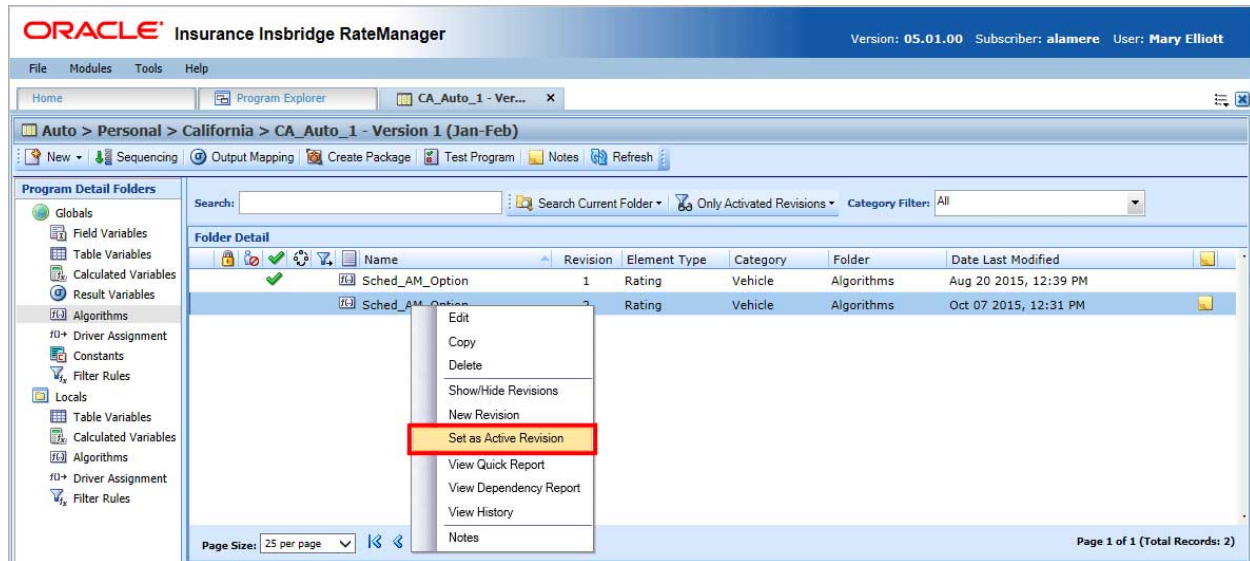 ORACLE Insurance Insbridge RateManager
Version: 05.01.00 Subscriber: alamere User: Mary Elliott
File Modules Tools Help
Home Program Explorer CA_Auto_1 - Ver... X
Auto > Personal > California > CA_Auto_1 - Version 1 (Jan-Feb)
New Sequencing Output Mapping Create Package Test Program Notes Refresh
Program Detail Folders
Globals
Field Variables
Table Variables
Calculated Variables
Result Variables
Algorithms
Driver Assignment
Constants
Filter Rules
Locals
Table Variables
Calculated Variables
Algorithms
Driver Assignment
Filter Rules
Search: Search Current Folder Only Activated Revisions Category Filter: All
Folder Detail
Name Revision Element Type Category Folder Date Last Modified
Sched_AM_Option 1 Rating Vehicle Algorithms Aug 20 2015, 12:39 PM
Rating Vehicle Algorithms Oct 07 2015, 12:31 PM
Edit
Copy
Delete
Show/Hide Revisions
New Revision
Set as Active Revision
View Quick Report
View Dependency Report
View History
Notes
Page Size: 25 per page
Page 1 of 1 (Total Records: 2)